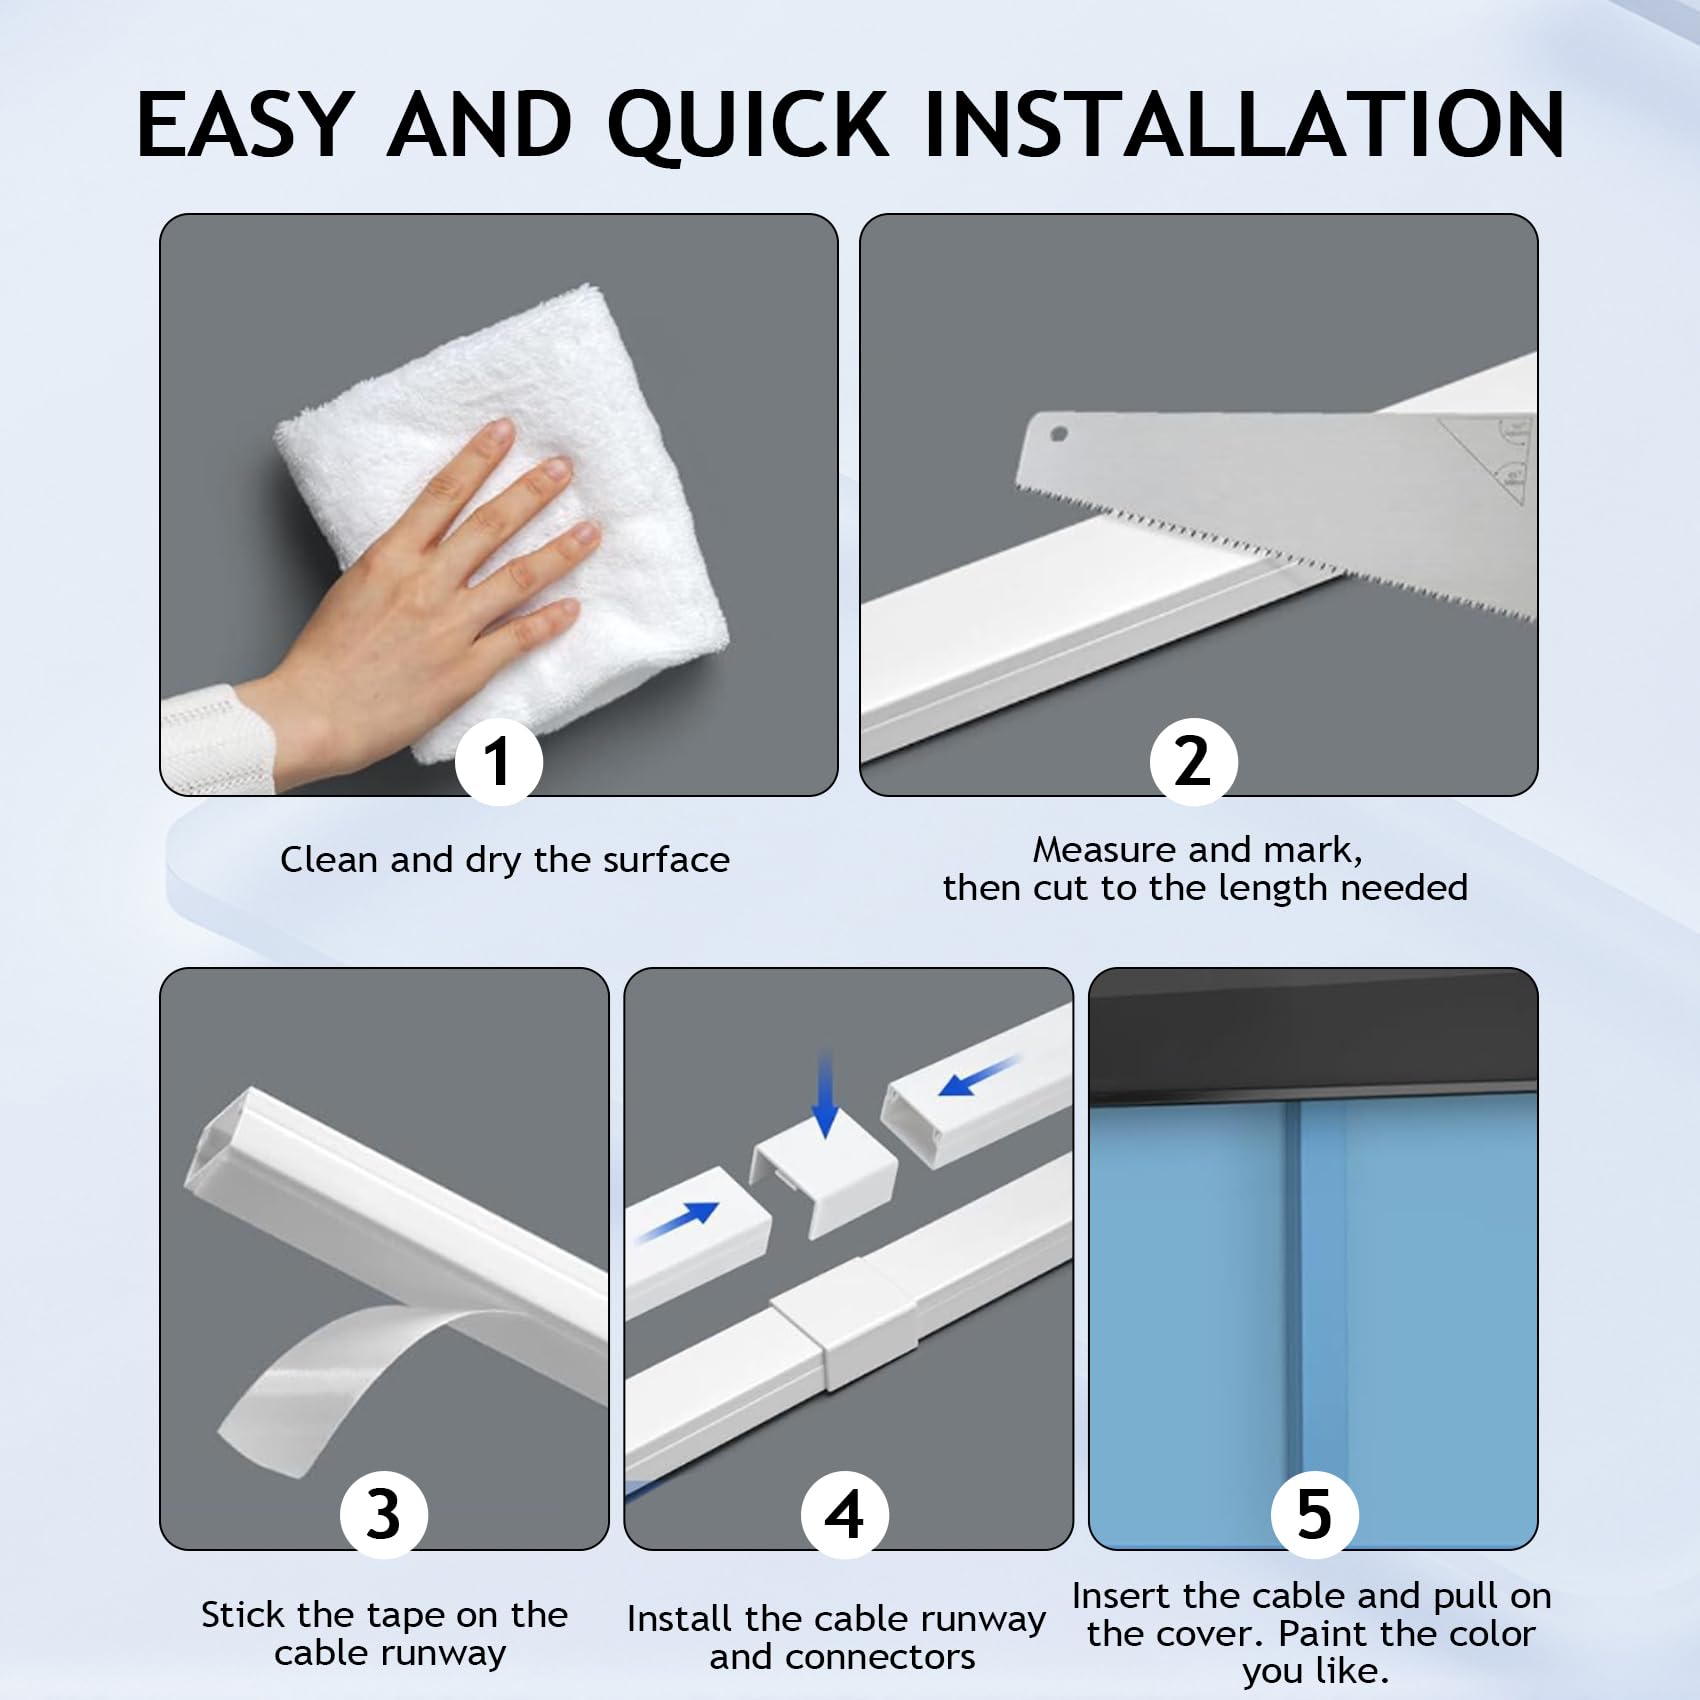 EASY AND QUICK INSTALLATION
1
2
Clean and dry the surface
Measure and mark,
then cut to the length needed
3
4
5
Stick the tape on the
cable runway
Install the cable runway
and connectors
Insert the cable and pull on
the cover. Paint the color
you like.